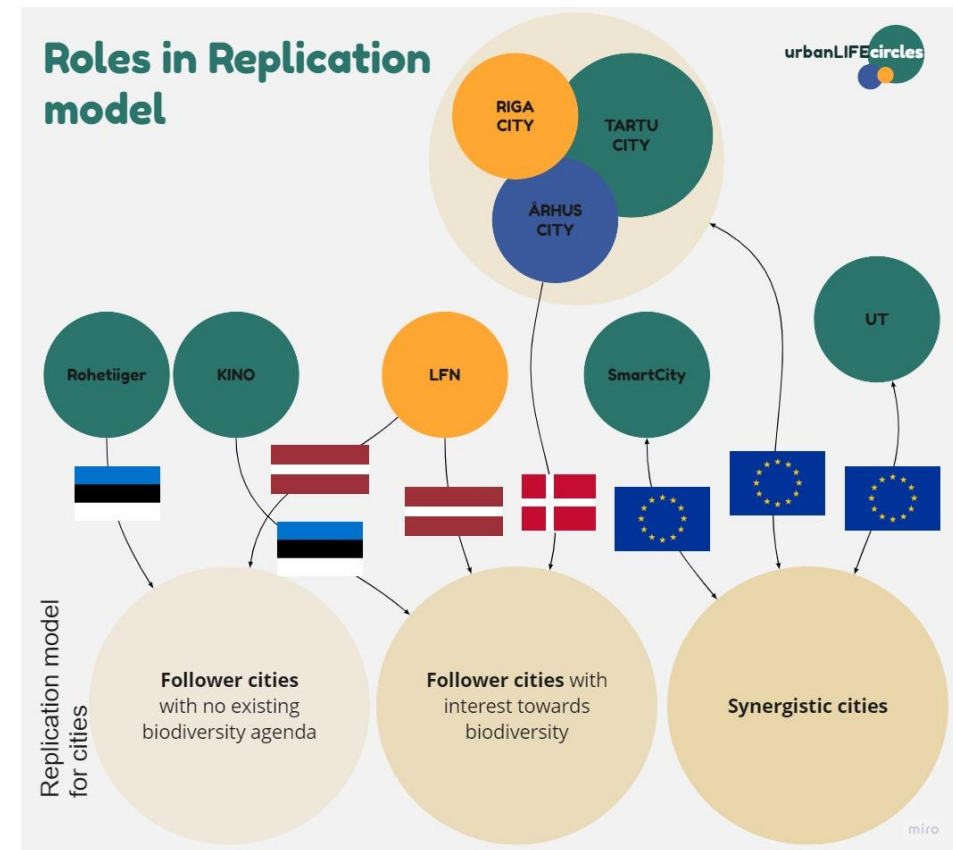 Roles in Replication
model
urbanLIFEcircles
RIGA
CITY
TARTU
CITY
ÅRHUS
CITY
UT
Rohetiiger
KINO
LFN
SmartCity
Replication model
for cities
Follower cities
with no existing
biodiversity agenda
Follower cities with
interest towards
biodiversity
Synergistic cities
miro